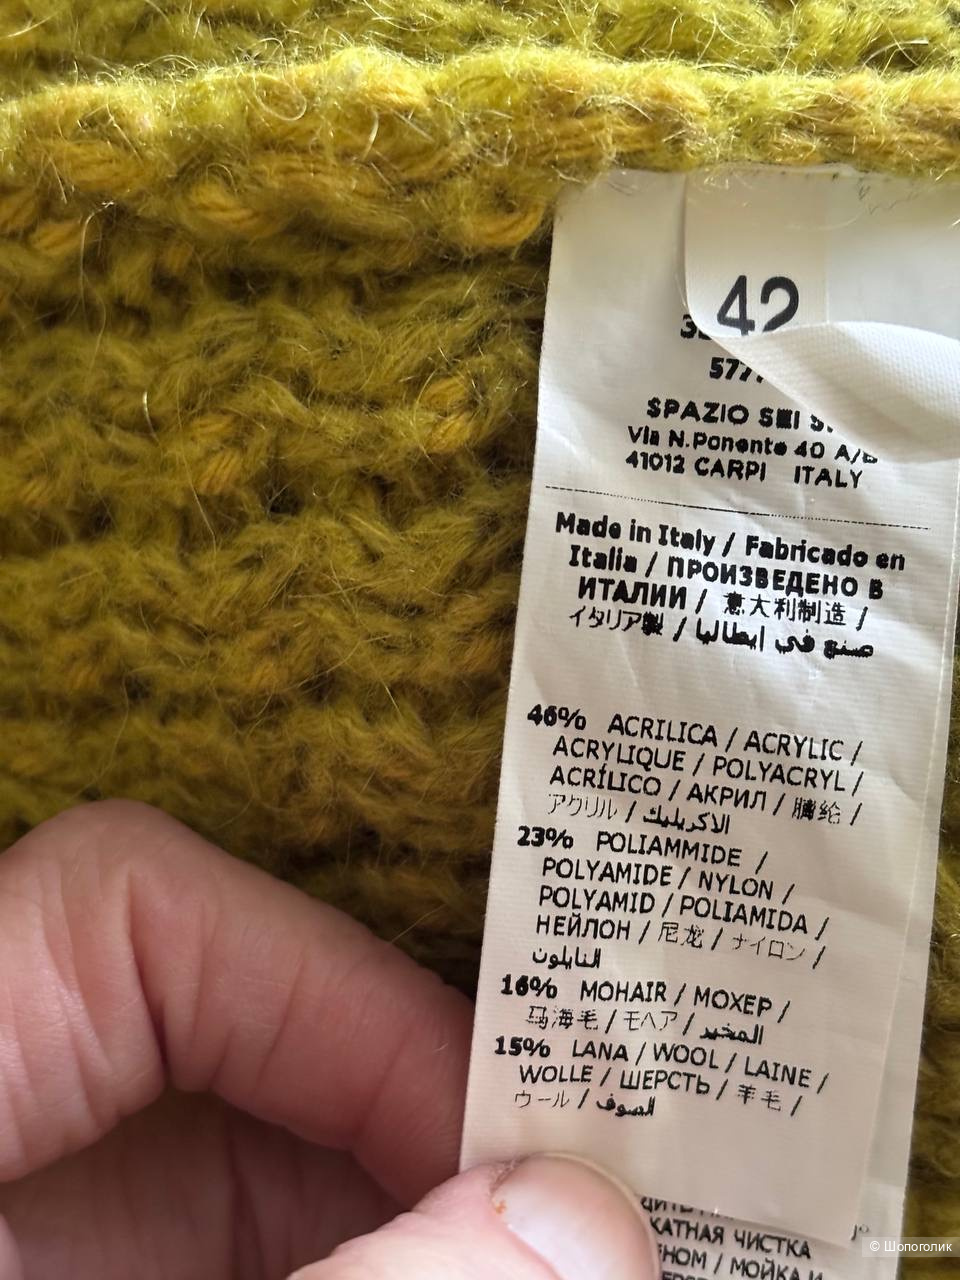 42
SPAZIO SEI
Via N.Ponente 40 A/B
41012 CARPI ITALY
Made in Italy / Fabricado en
Italia / ПРОИЗВЕДЕНО В
ИТАЛИИ / 意大利制造 /
イタリア製 / صنع في ايطاليا
46% ACRILICA / ACRYLIC /
ACRYLIQUE / POLYACRYL /
ACRÍLICO / АКРИЛ / 腈纶 /
アクリル / الاكريليك
23% POLIAMMIDE /
POLYAMIDE / NYLON /
POLYAMID / POLIAMIDA /
НЕЙЛОН / 尼龙 / ナイロン /
النايلون
16% MOHAIR / МОХЕР /
马海毛 / モヘア / المخير
15% LANA / WOOL / LAINE /
WOLLE / ШЕРСТЬ / 羊毛 /
ウール / الصوف
ЧИСТКА
/ МОЙКА И
© Шопоголик